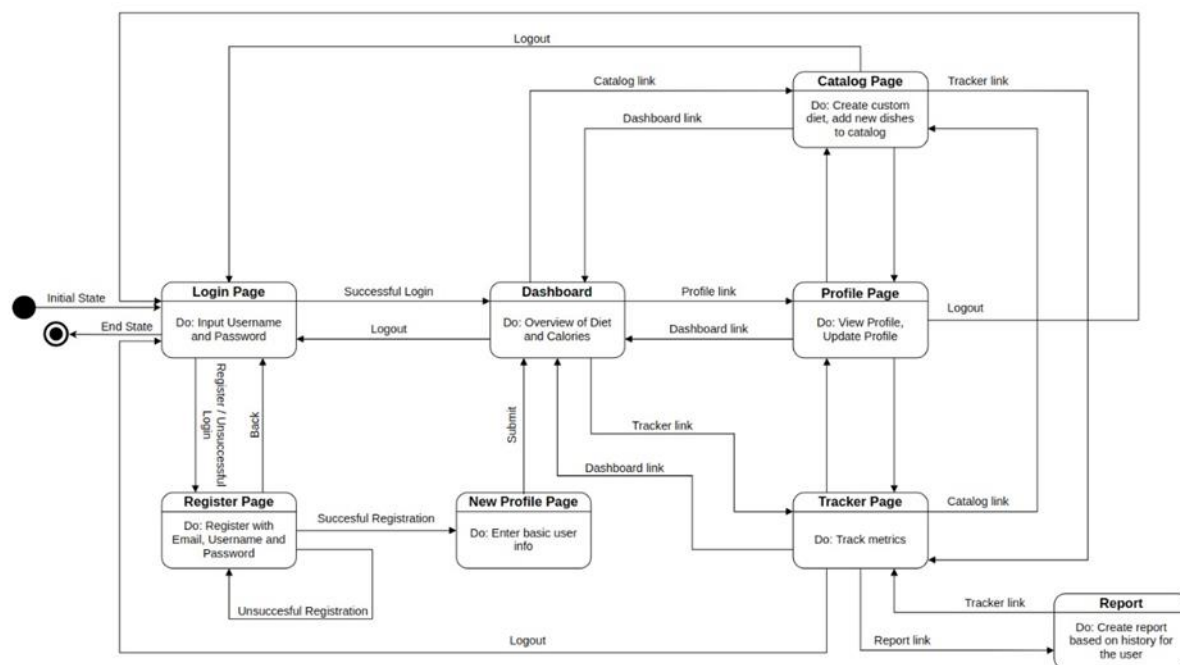 Logout
Catalog link
Catalog Page
Tracker link
Do: Create custom
diet, add new dishes
to catalog
Dashboard link
Initial State
Login Page
Successful Login
Dashboard
Profile link
Profile Page
Do: Input Username
and Password
End State
Logout
Do: Overview of Diet
and Calories
Dashboard link
Do: View Profile,
Update Profile
Logout
Register / Unsuccessful
Login
Back
Submit
Tracker link
Dashboard link
Register Page
Do: Register with
Email, Username and
Password
Succesful Registration
New Profile Page
Do: Enter basic user
info
Tracker Page
Do: Track metrics
Catalog link
Unsuccesful Registration
Logout
Tracker link
Report link
Report
Do: Create report
based on history for
the user